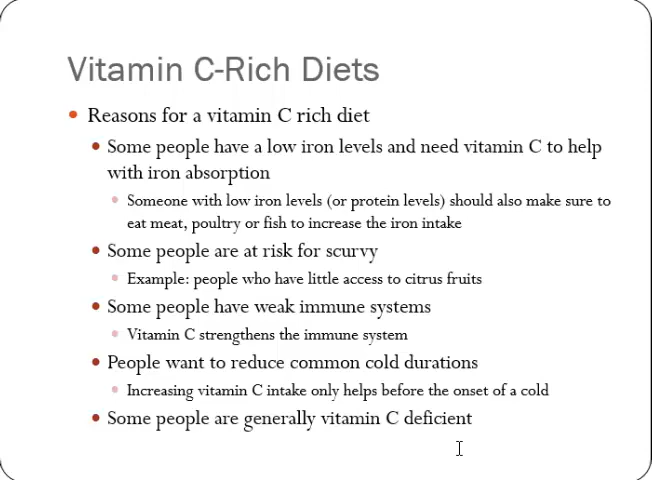 Vitamin C-Rich Diets
Reasons for a vitamin C rich diet
Some people have a low iron levels and need vitamin C to help
with iron absorption
Someone with low iron levels (or protein levels) should also make sure to
eat meat, poultry or fish to increase the iron intake
Some people are at risk for scurvy
Example: people who have little access to citrus fruits
Some people have weak immune systems
Vitamin C strengthens the immune system
People want to reduce common cold durations
Increasing vitamin C intake only helps before the onset of a cold
Some people are generally vitamin C deficient